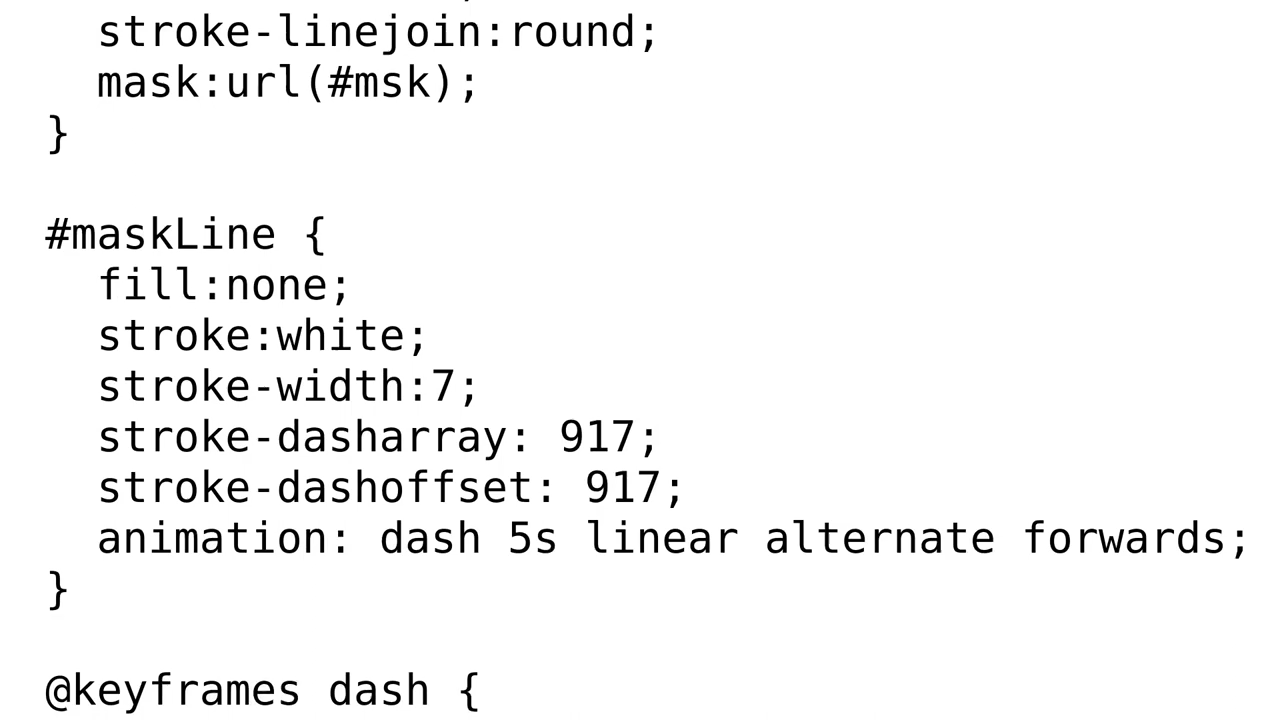 stroke-linejoin:round;
mask:url(#msk);
}
#maskLine {
fill:none;
stroke:white;
stroke-width:7;
stroke-dasharray: 917;
stroke-dashoffset: 917;
animation: dash 5s linear alternate forwards;
}
@keyframes dash {